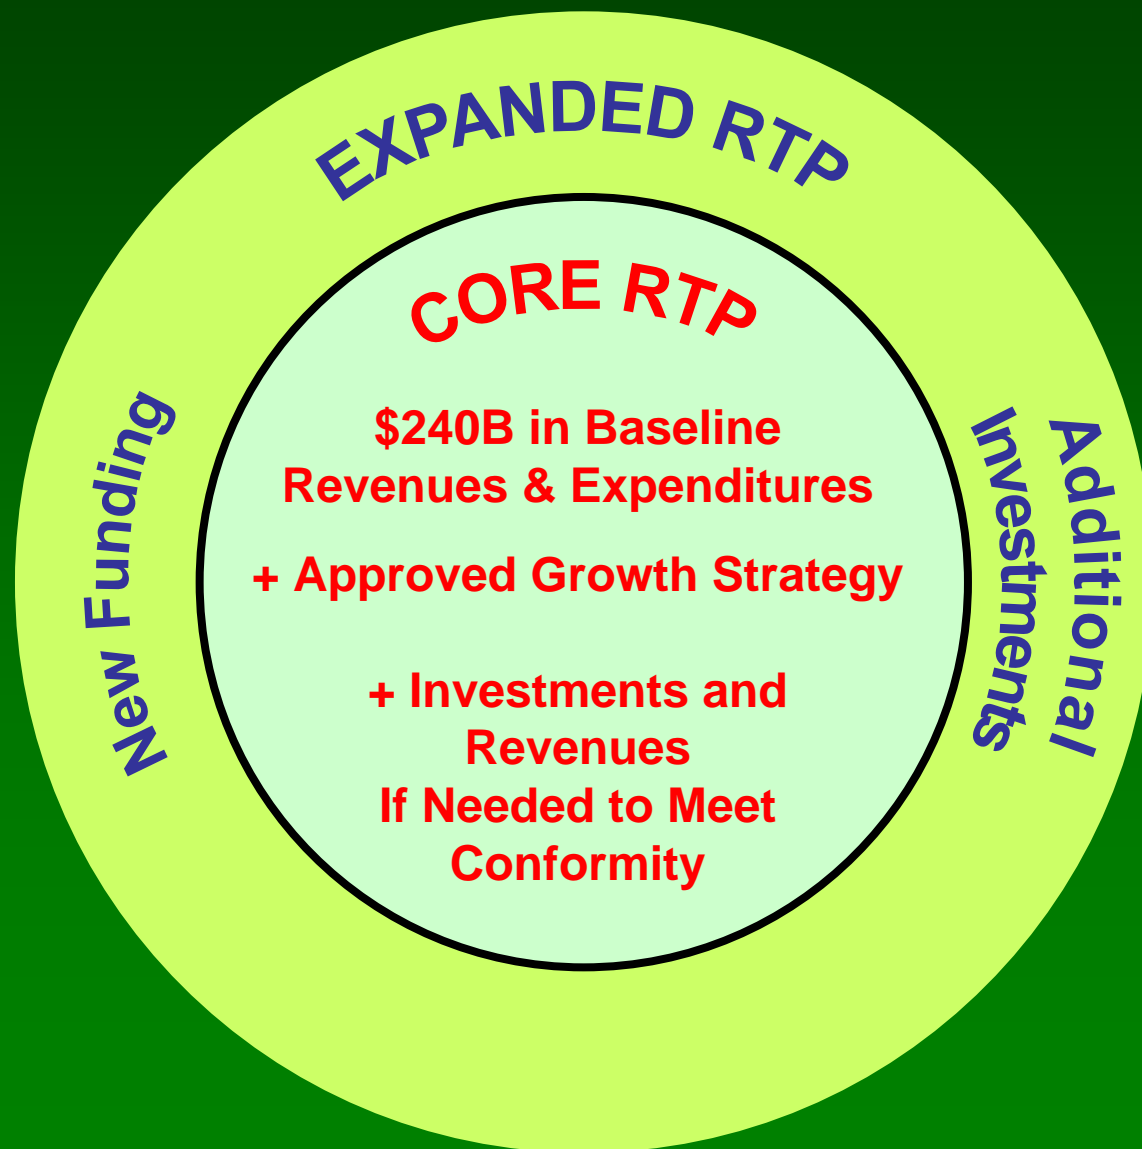 EXPANDED RTP
CORE RTP
$240B in Baseline
Revenues & Expenditures
+ Approved Growth Strategy
+ Investments and
Revenues
If Needed to Meet
Conformity
New Funding
Additional
Investments